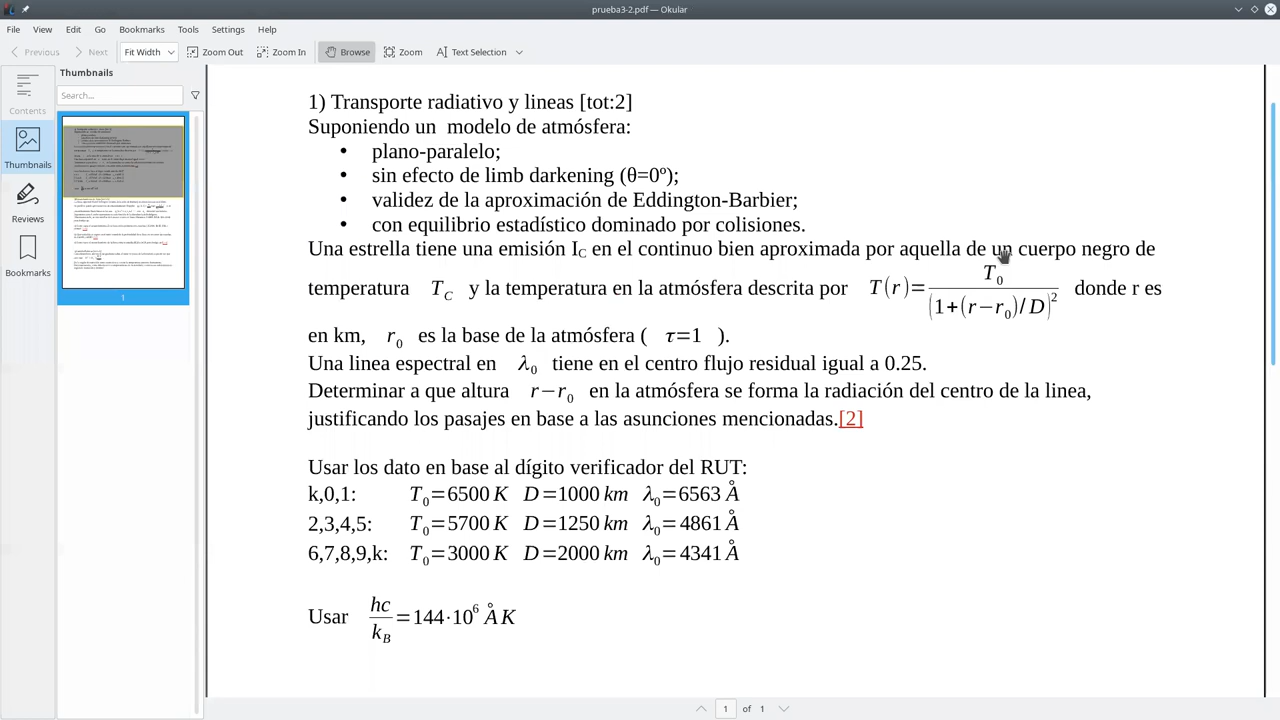 prueba3-2.pdf — Okular
File View Edit Go Bookmarks Tools Settings Help
Previous Next Fit Width Zoom Out Zoom In Browse Zoom Text Selection
Contents
Thumbnails
Reviews
Bookmarks
Thumbnails
Search...
1
1) Transporte radiativo y lineas [tot:2]
Suponiendo un modelo de atmósfera:
• plano-paralelo;
• sin efecto de limb darkening (θ=0º);
• validez de la aproximación de Eddington-Barbier;
• con equilibrio estadístico dominado por colisiones.
Una estrella tiene una emisión I_C en el continuo bien aproximada por aquella de un cuerpo negro de
temperatura T_C y la temperatura en la atmósfera descrita por T(r)=T_0/(1+(r−r_0)/D)^2 donde r es
en km, r_0 es la base de la atmósfera ( τ=1 ).
Una linea espectral en λ_0 tiene en el centro flujo residual igual a 0.25.
Determinar a que altura r−r_0 en la atmósfera se forma la radiación del centro de la linea,
justificando los pasajes en base a las asunciones mencionadas.[2]
Usar los dato en base al dígito verificador del RUT:
k,0,1: T_0=6500 K D=1000 km λ_0=6563 Å
2,3,4,5: T_0=5700 K D=1250 km λ_0=4861 Å
6,7,8,9,k: T_0=3000 K D=2000 km λ_0=4341 Å
Usar hc/k_B=144·10^6 Å K
1 of 1